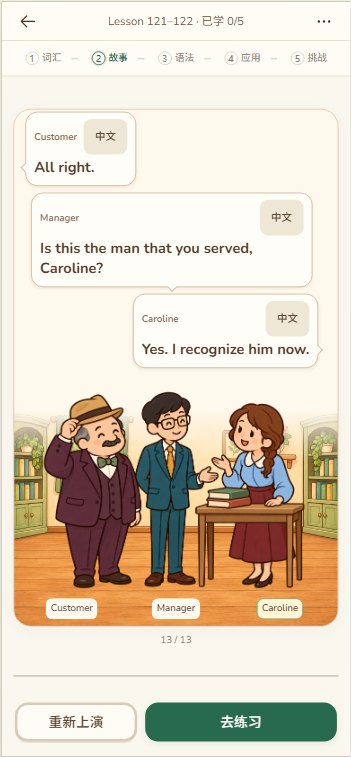 Lesson 121–122 · 已学 0/5
1 词汇
2 故事
3 语法
4 应用
5 挑战
Customer
中文
All right.
Manager
中文
Is this the man that you served,
Caroline?
Caroline
中文
Yes. I recognize him now.
Customer
Manager
Caroline
13 / 13
重新上演
去练习